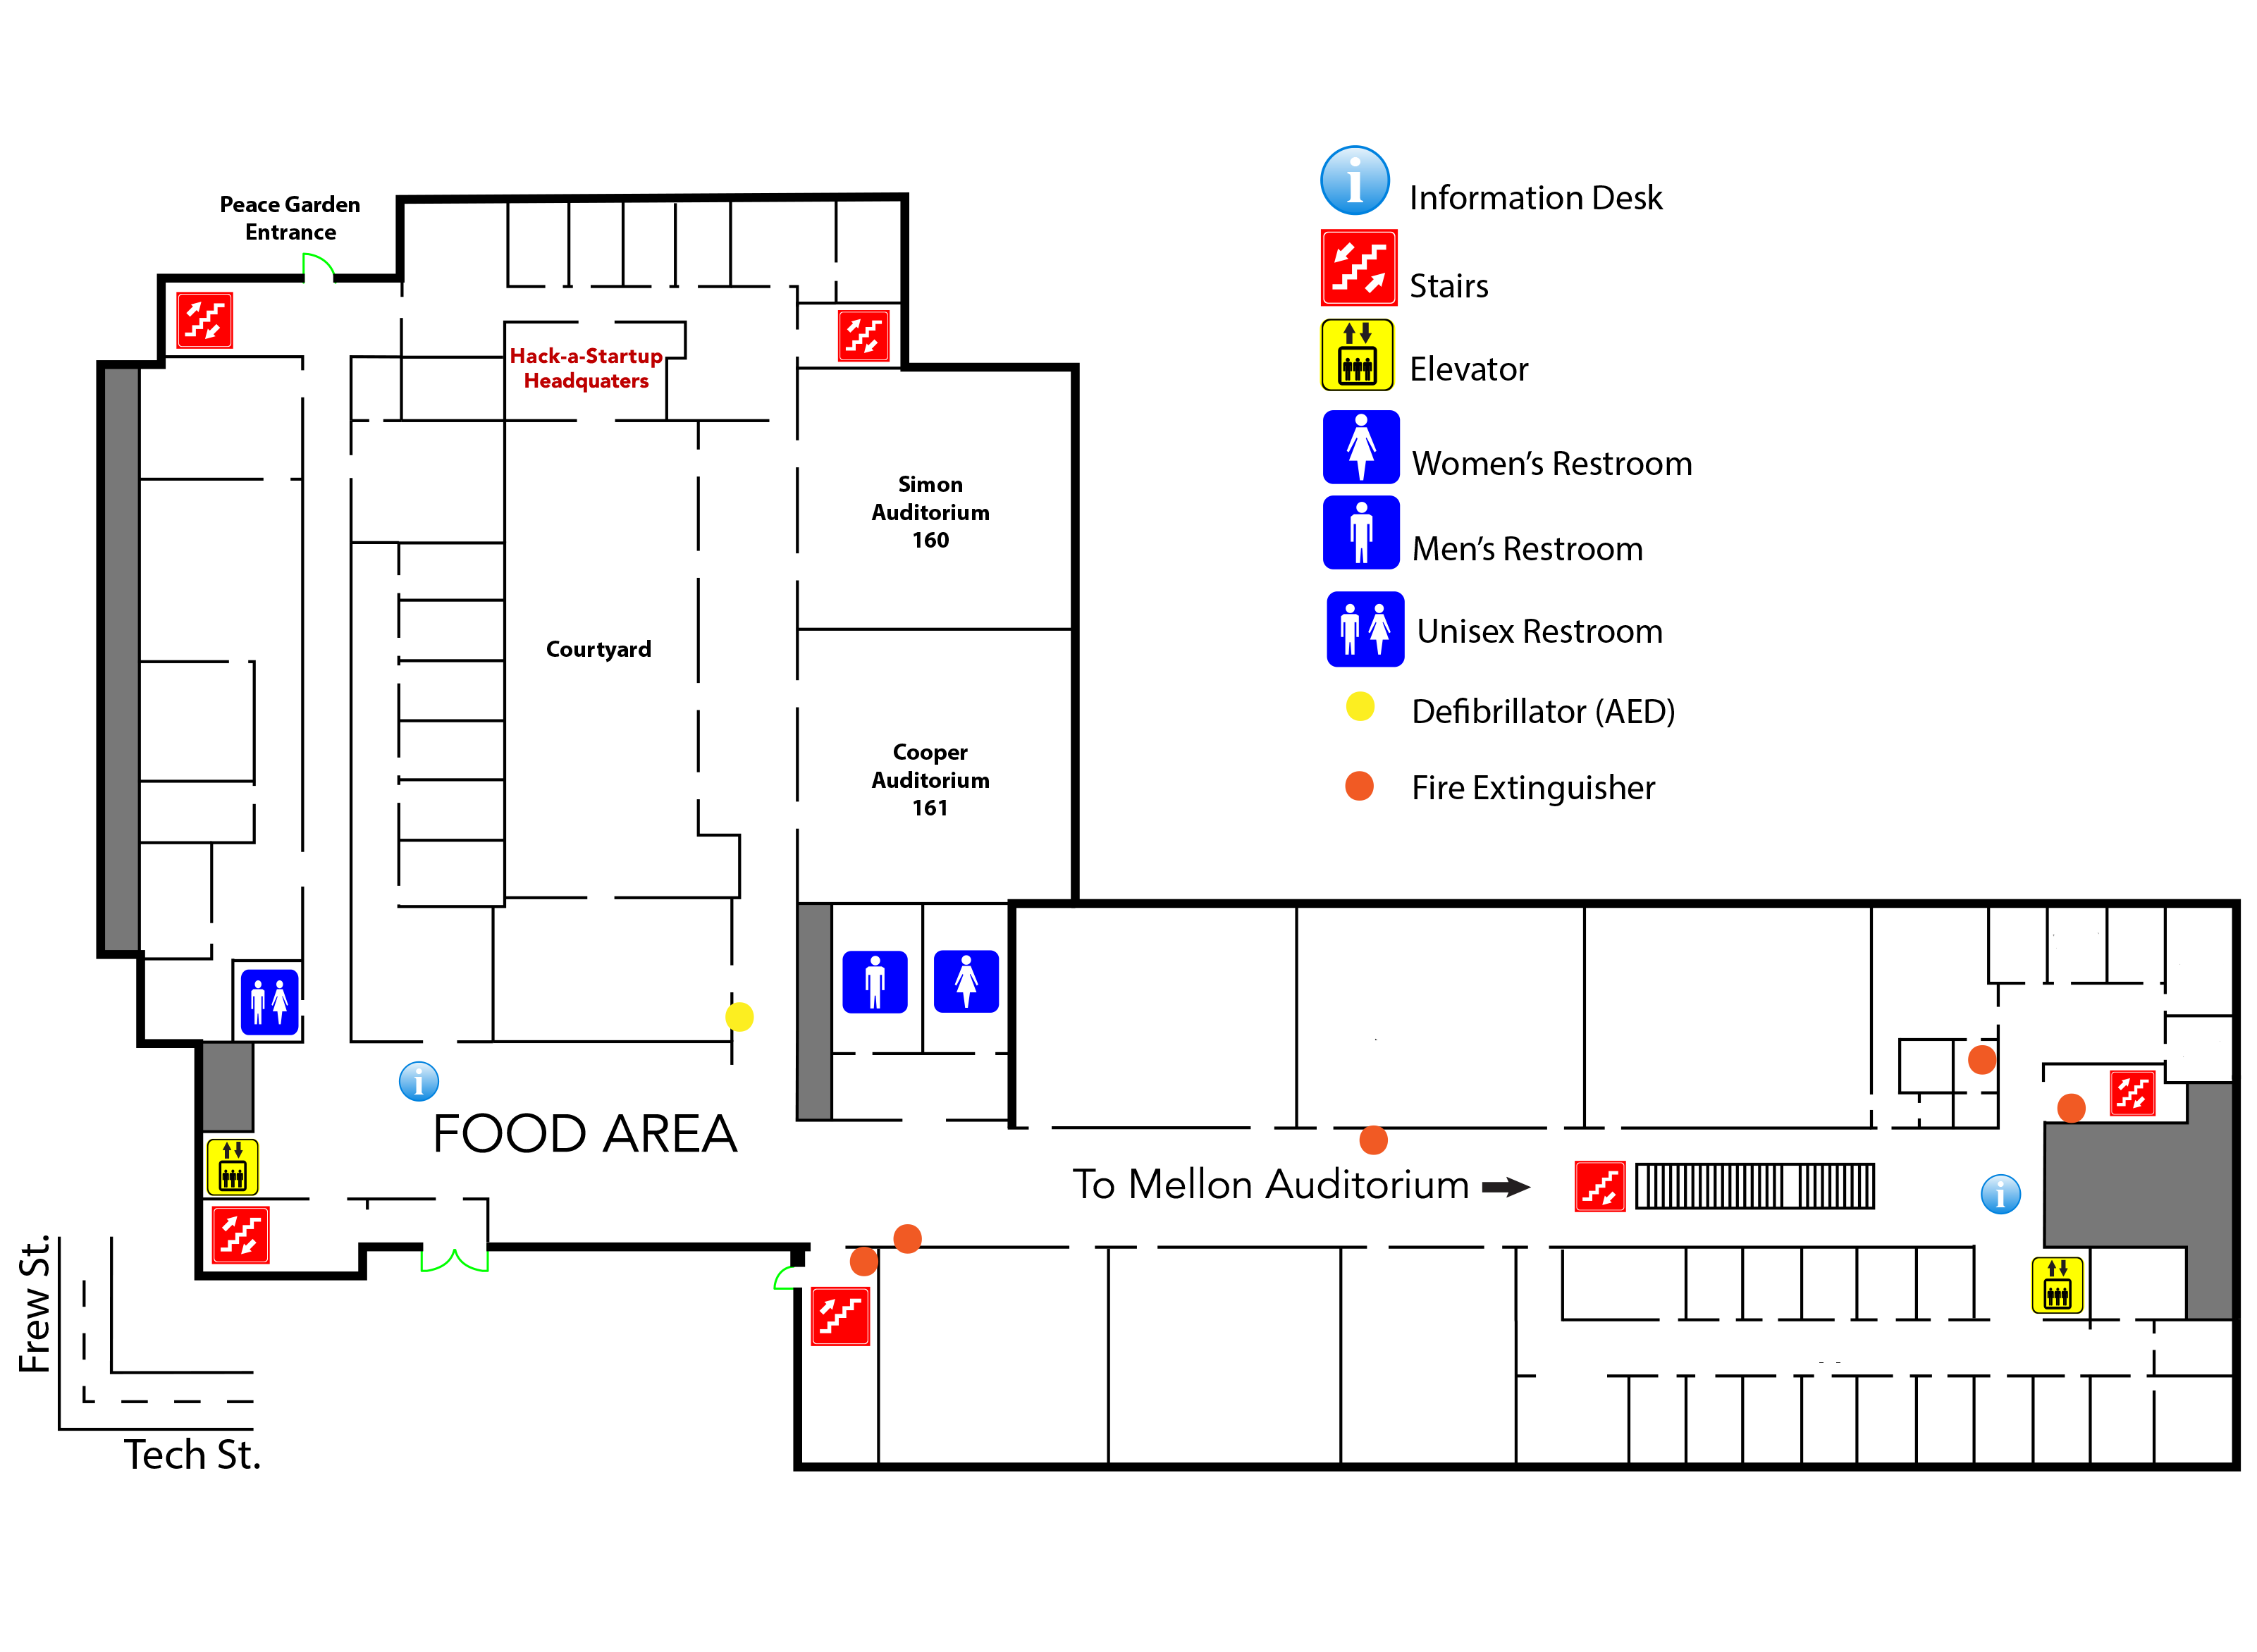 Peace Garden
Entrance
Hack-a-Startup
Headquaters
Simon
Auditorium
160
Courtyard
Cooper
Auditorium
161
i
Information Desk
Stairs
Elevator
Women's Restroom
Men's Restroom
Unisex Restroom
Defibrillator (AED)
Fire Extinguisher
i
FOOD AREA
To Mellon Auditorium
i
Frew St.
Tech St.